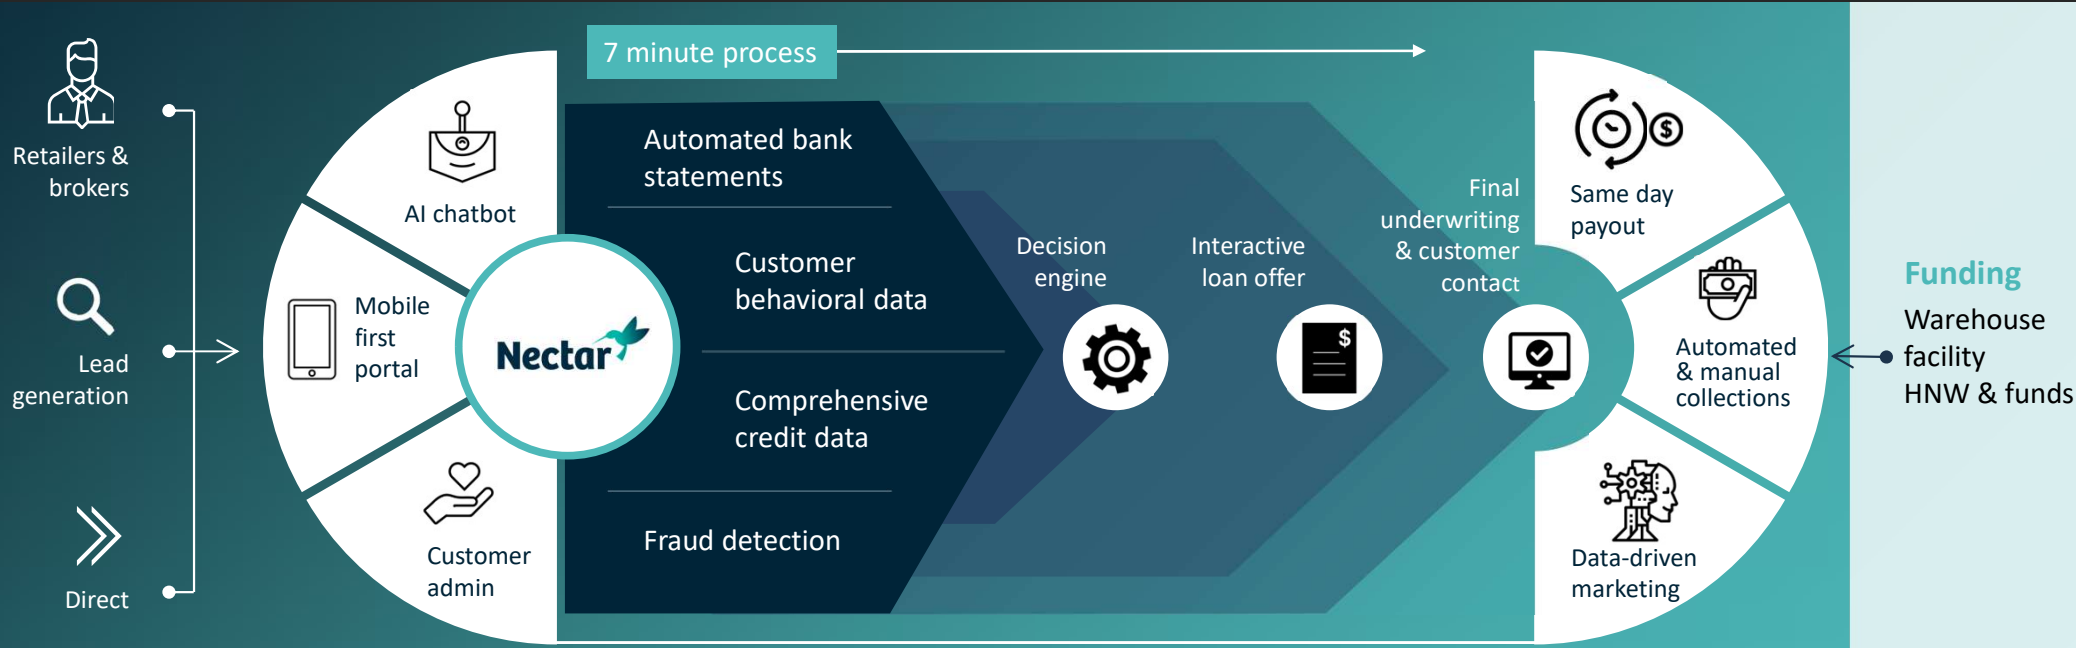 7 minute process
Retailers &
brokers
Lead
generation
Direct
AI chatbot
Mobile
first
portal
Customer
admin
Nectar
Automated bank
statements
Customer
behavioral data
Comprehensive
credit data
Fraud detection
Decision
engine
Interactive
loan offer
$
Final
underwriting
& customer
contact
$
Same day
payout
Automated
& manual
collections
Data-driven
marketing
Funding
Warehouse
facility
HNW & funds